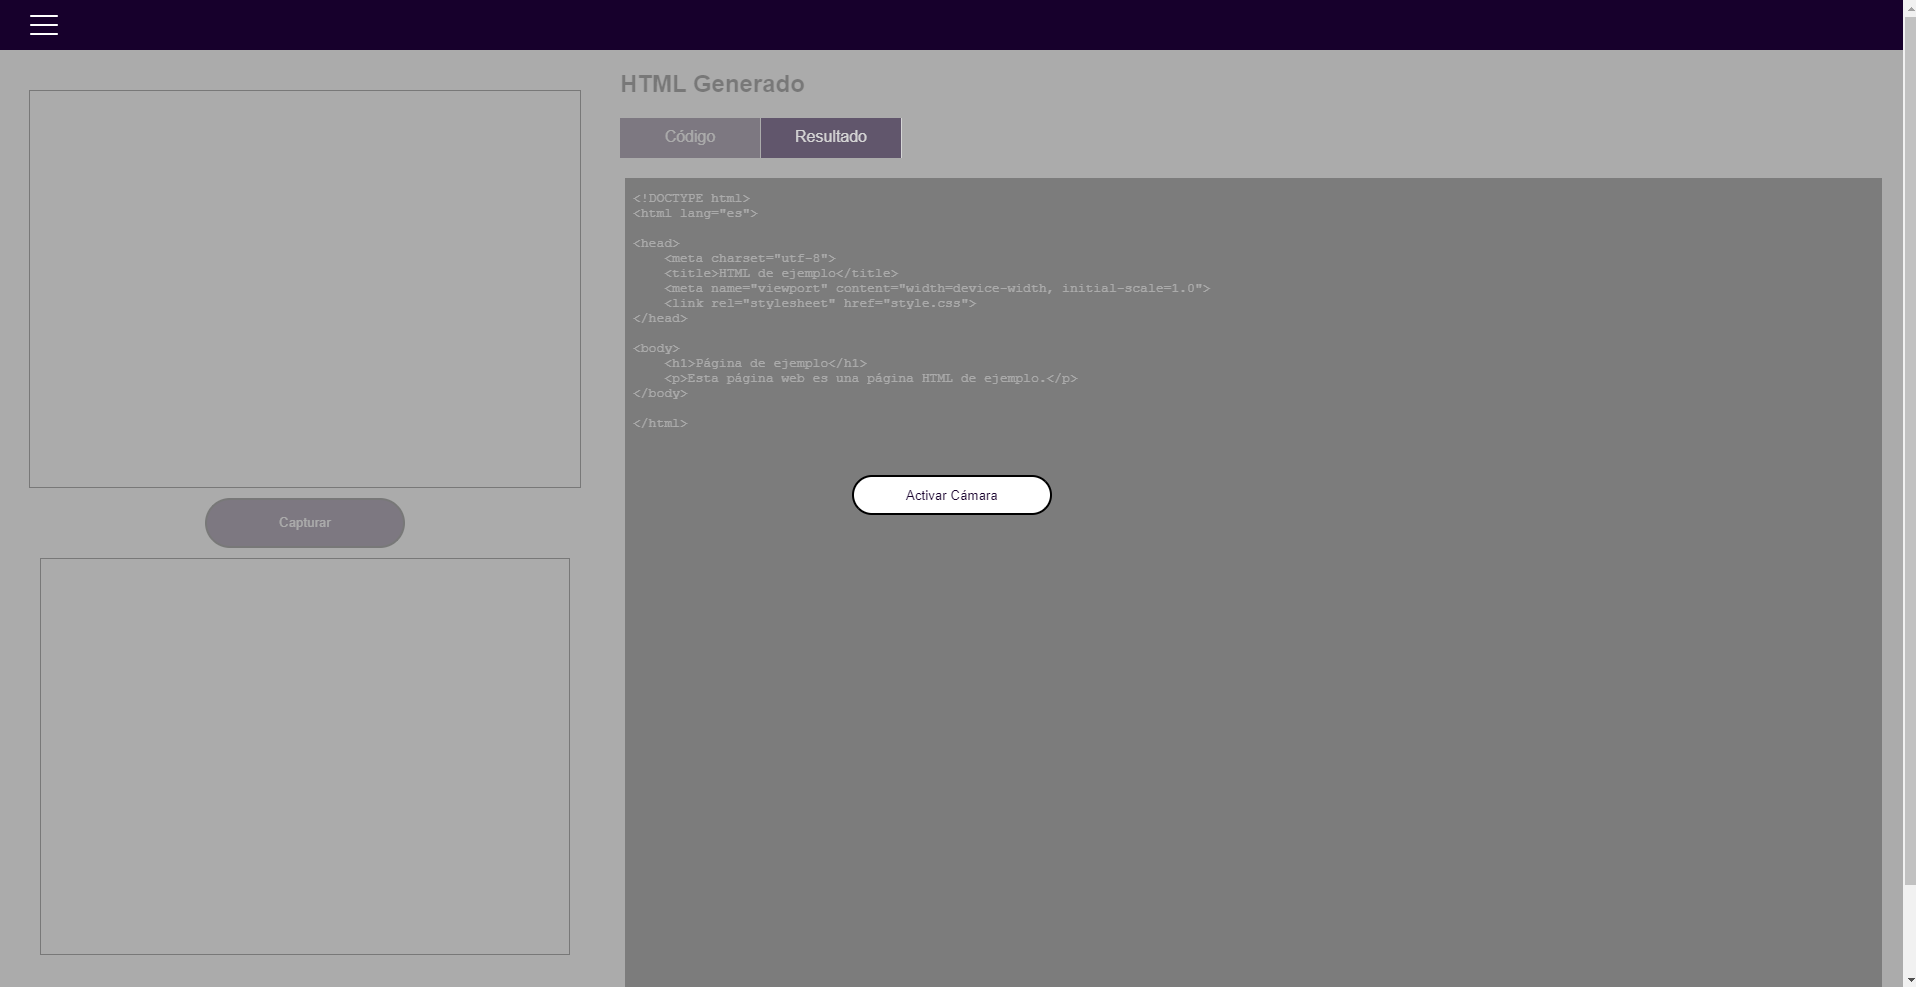 HTML Generado
Código
Resultado
<!DOCTYPE html>
<html lang="es">
<head>
<meta charset="utf-8">
<title>HTML de ejemplo</title>
<meta name="viewport" content="width=device-width, initial-scale=1.0">
<link rel="stylesheet" href="style.css">
</head>
<body>
<h1>Página de ejemplo</h1>
<p>Esta página web es una página HTML de ejemplo.</p>
</body>
</html>
Activar Cámara
Capturar